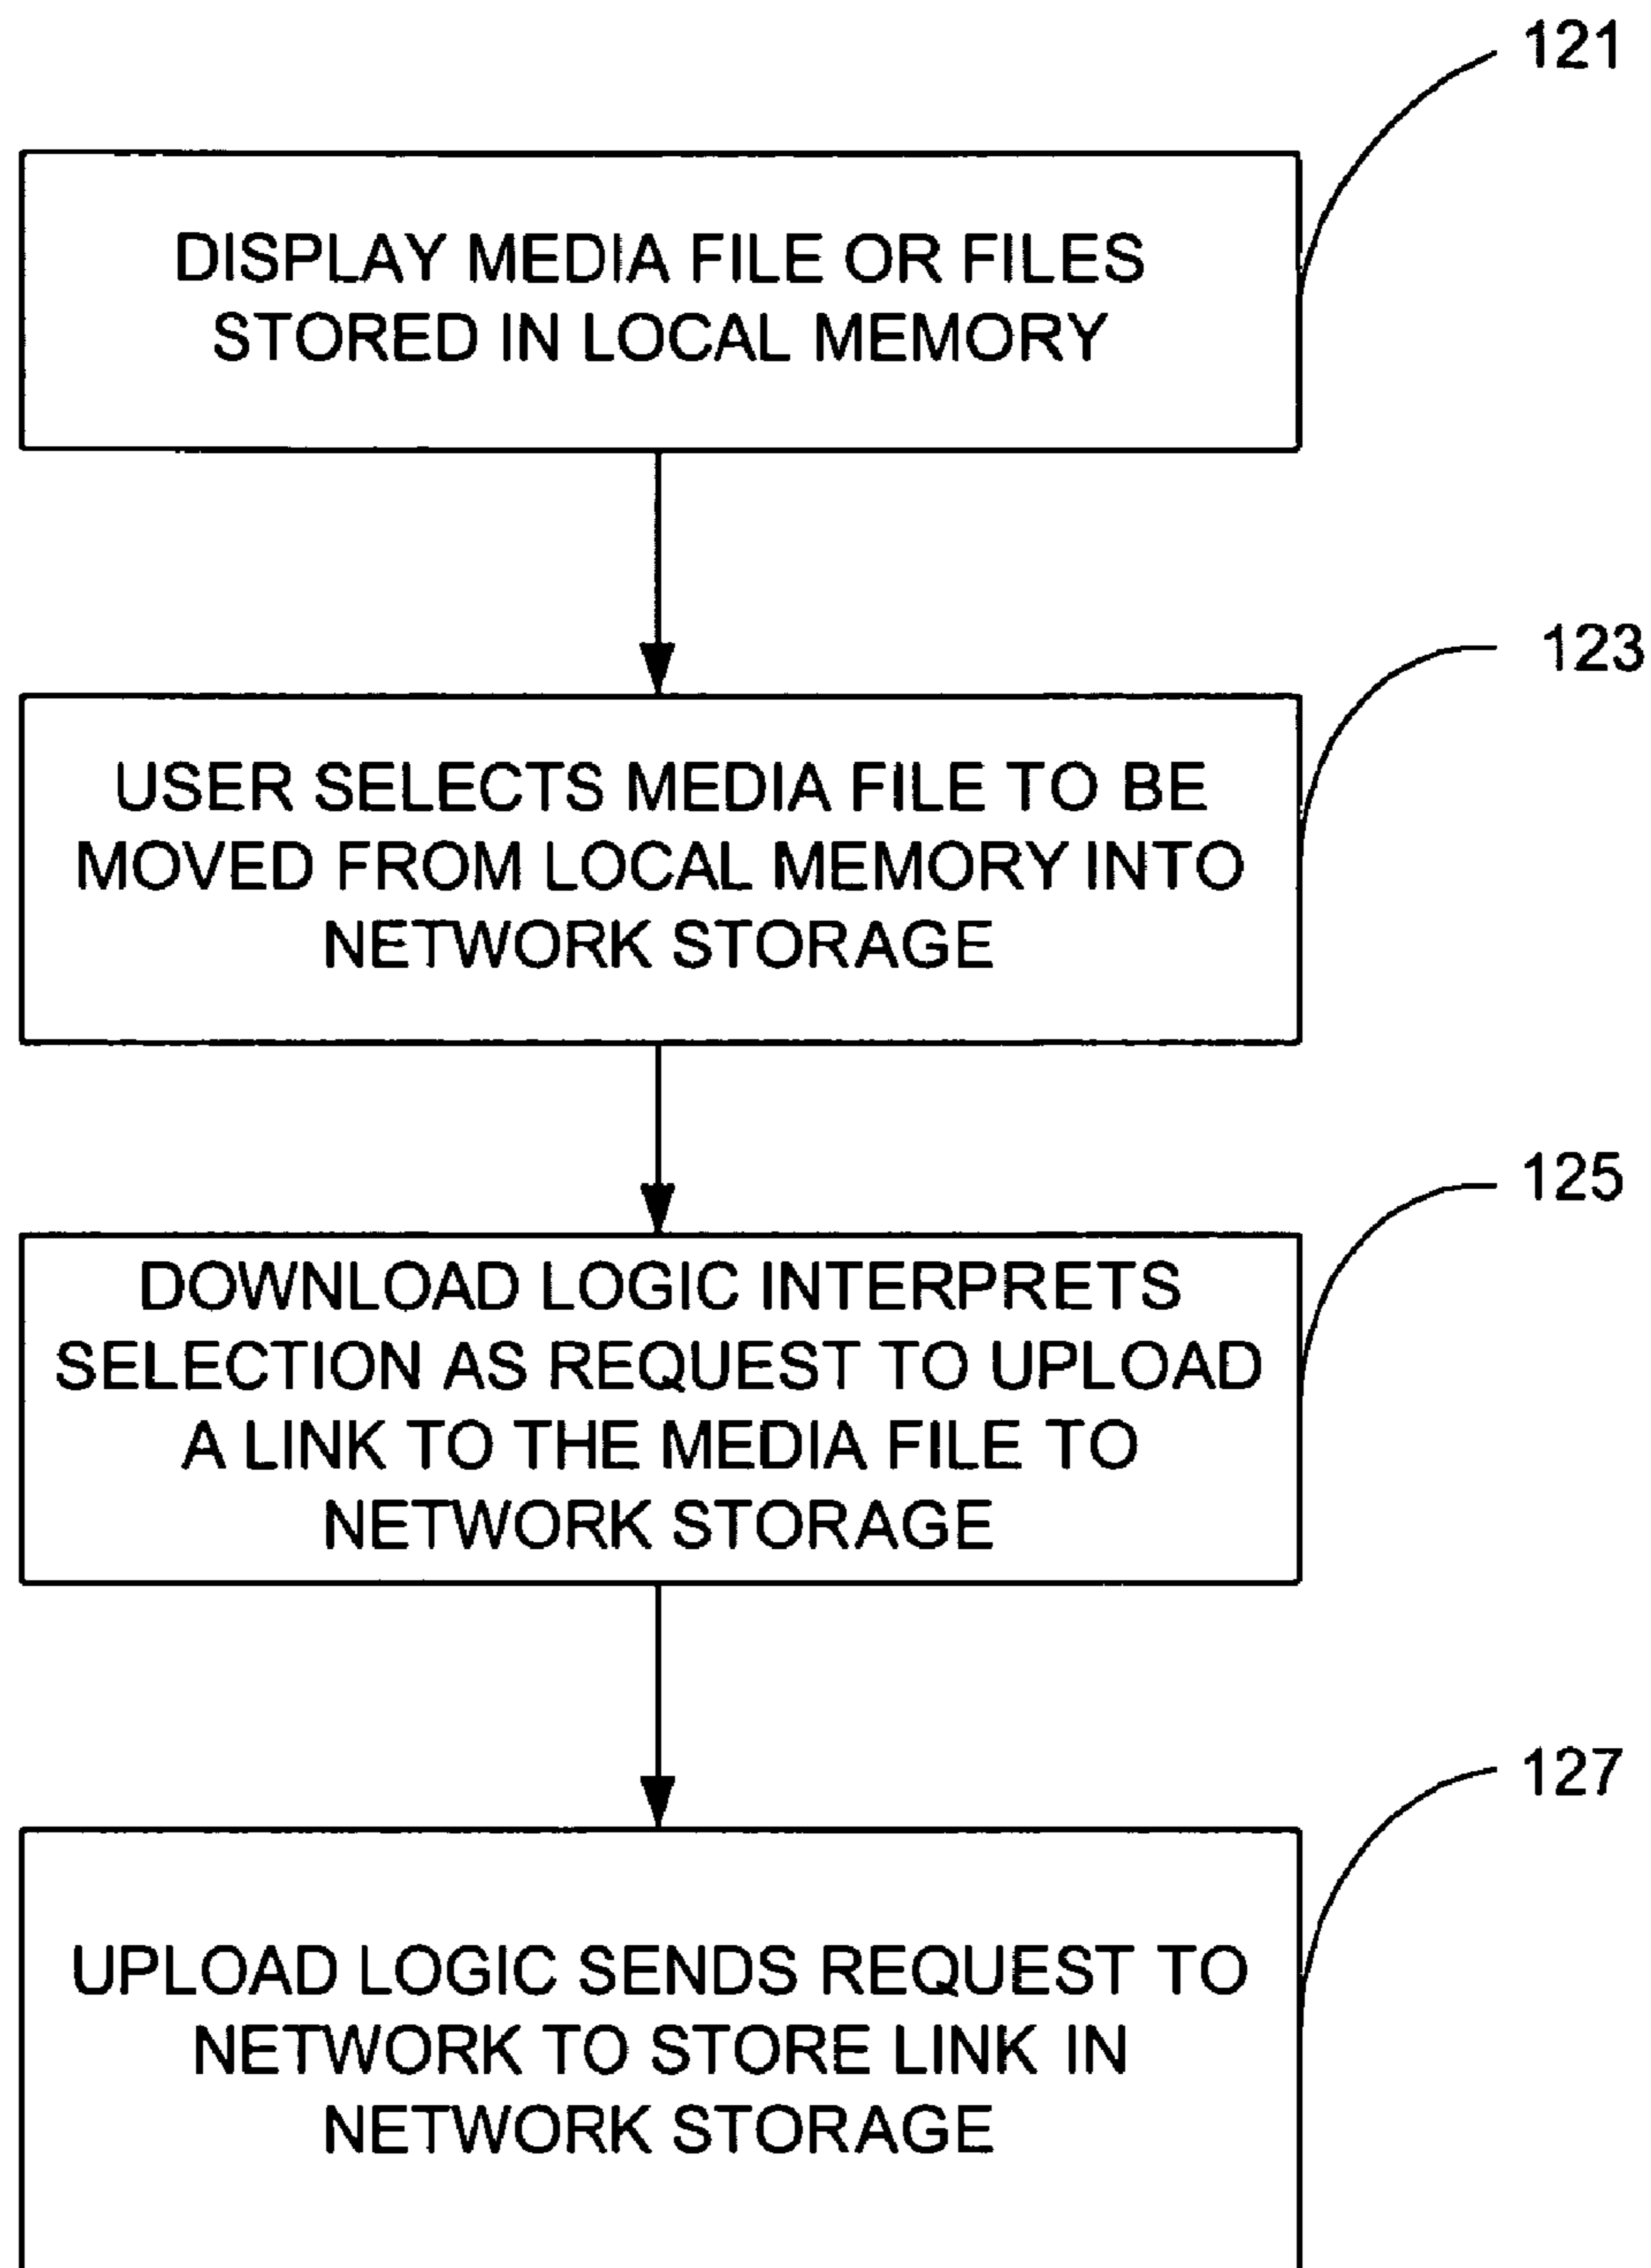 121
DISPLAY MEDIA FILE OR FILES
STORED IN LOCAL MEMORY
123
USER SELECTS MEDIA FILE TO BE
MOVED FROM LOCAL MEMORY INTO
NETWORK STORAGE
125
DOWNLOAD LOGIC INTERPRETS
SELECTION AS REQUEST TO UPLOAD
A LINK TO THE MEDIA FILE TO
NETWORK STORAGE
127
UPLOAD LOGIC SENDS REQUEST TO
NETWORK TO STORE LINK IN
NETWORK STORAGE